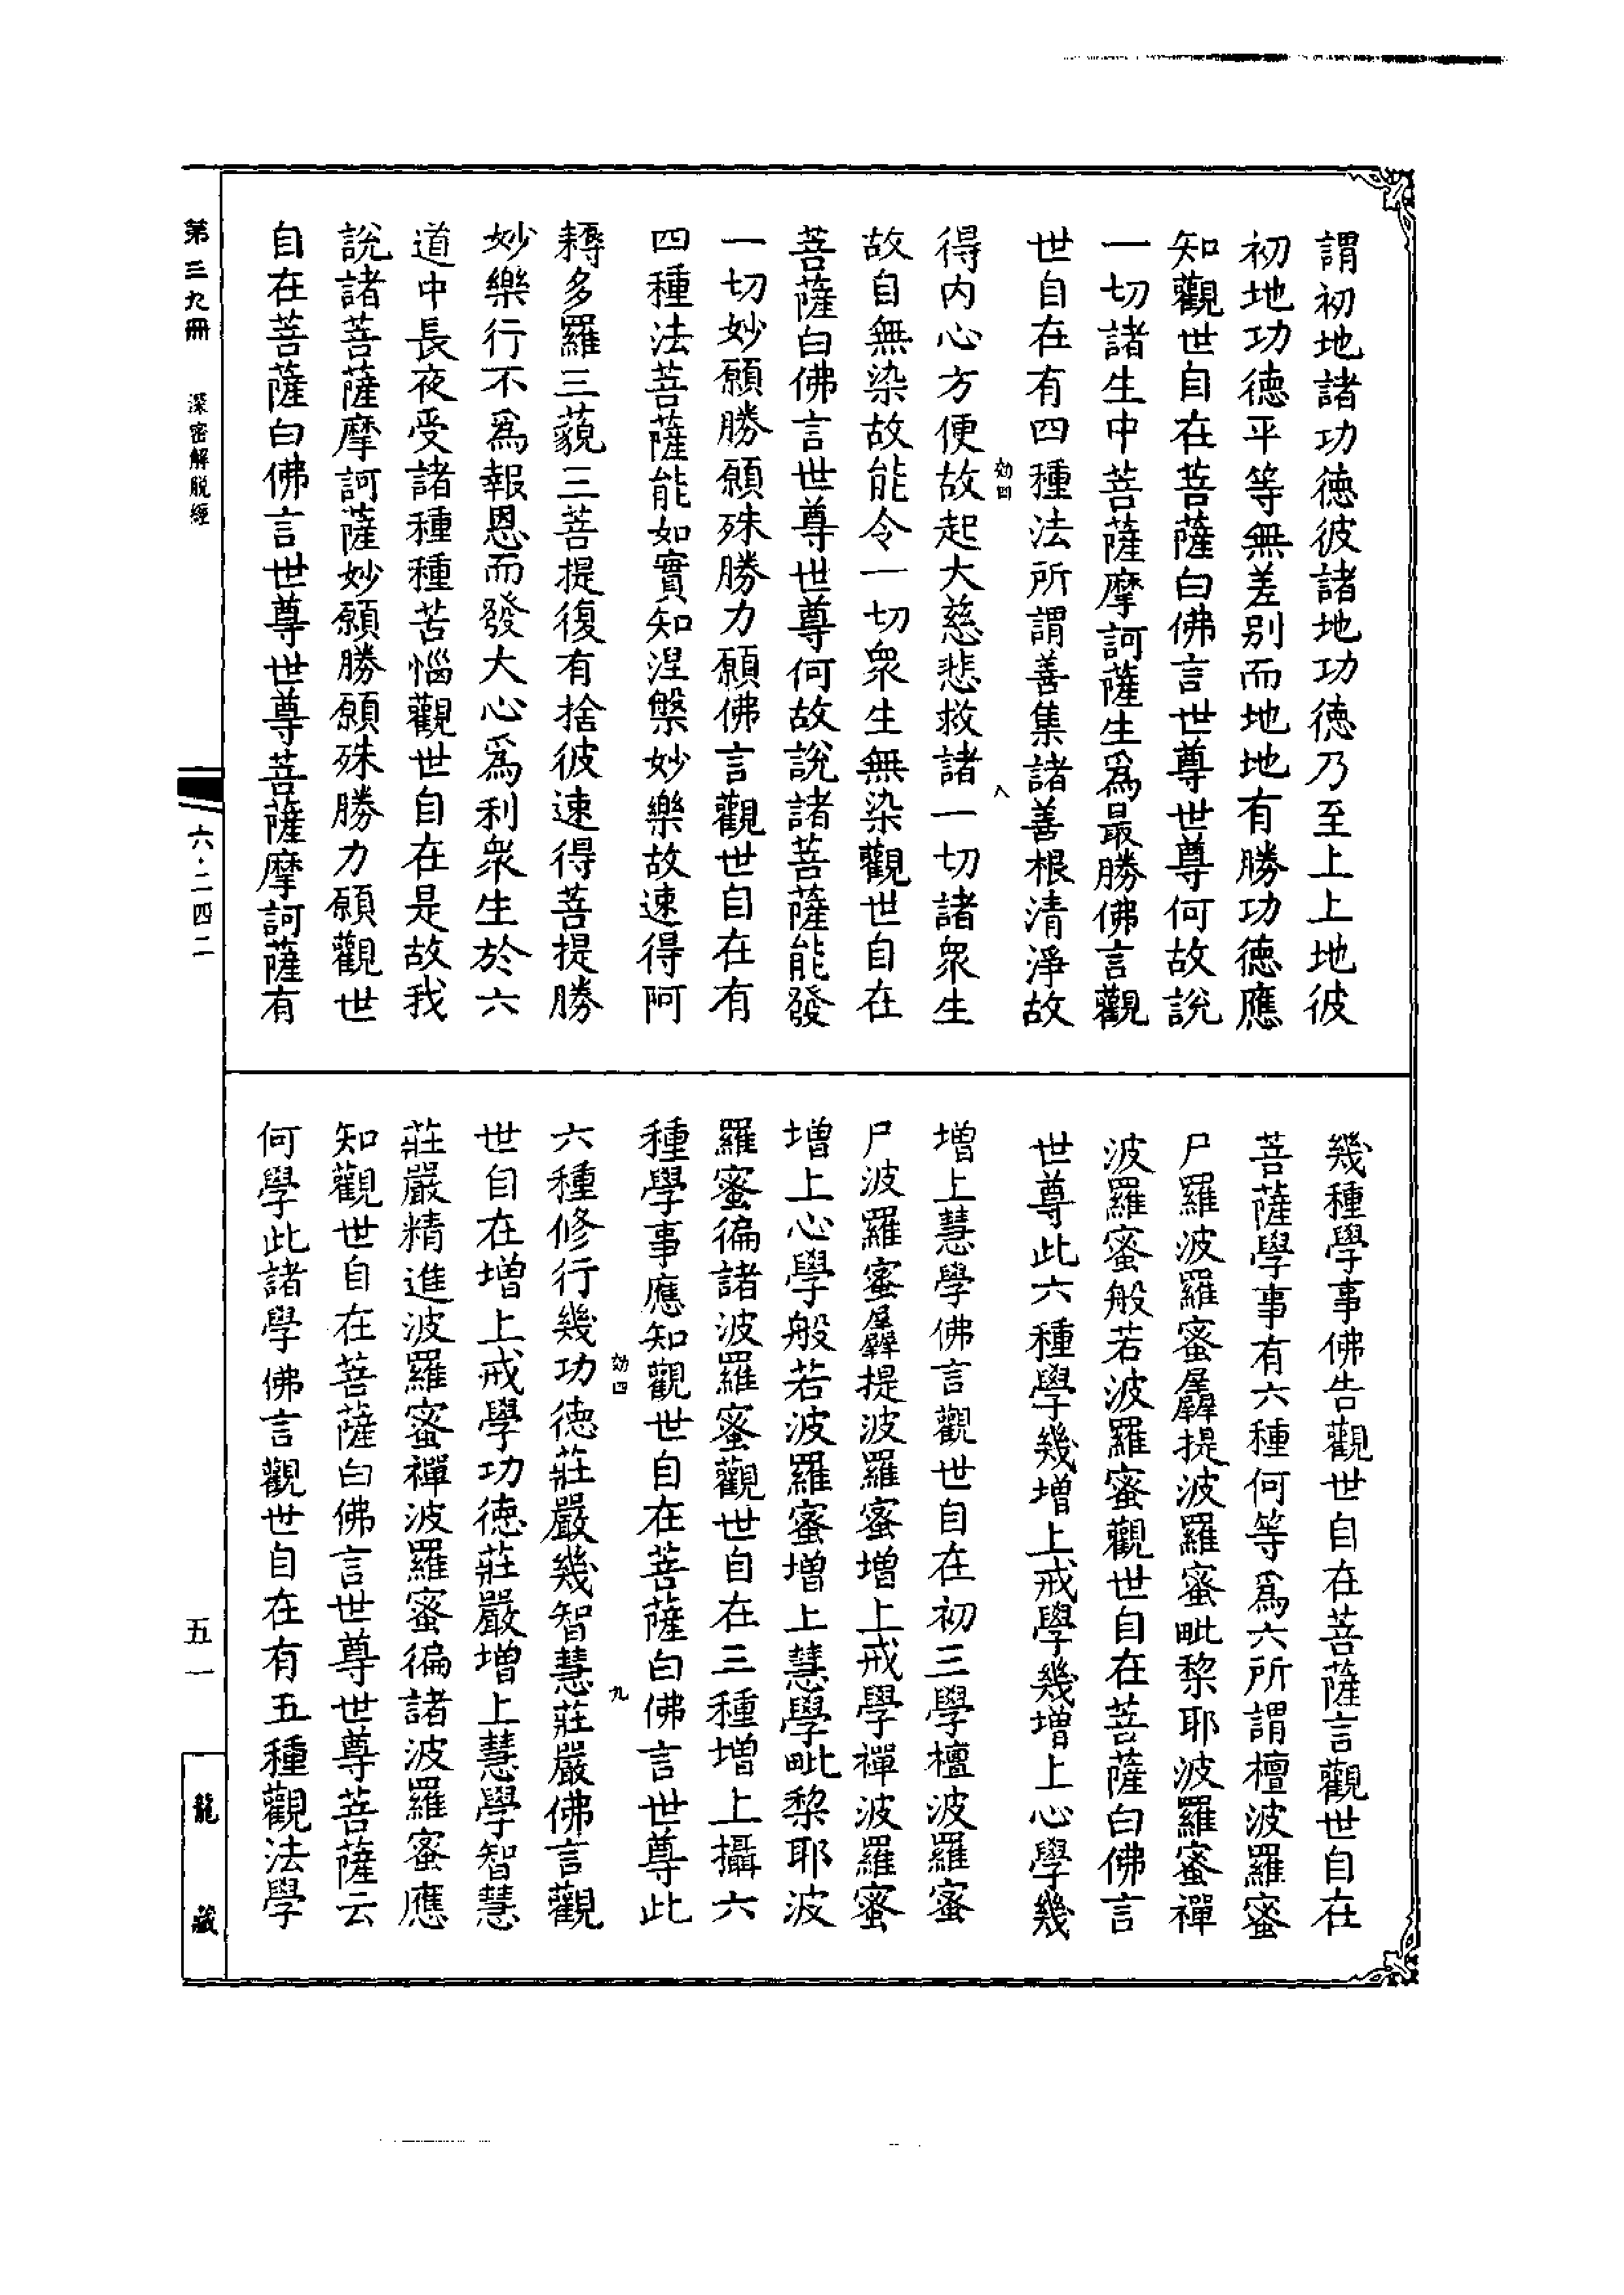 謂初地諸功德彼諸地功德乃至上上地彼
初地功德平等無差别而地地有勝功德應
知觀世自在菩薩白佛言世尊世尊何故說
一切諸生中菩薩摩訶薩生爲最勝佛言觀
世自在有四種法所謂善集諸善根清淨故
効四
八
得内心方便故起大慈悲救諸一切諸衆生
故自無染故能令一切衆生無染觀世自在
菩薩白佛言世尊世尊何故說諸菩薩能發
一切妙願勝願殊勝力願佛言觀世自在有
四種法菩薩能如實知涅槃妙樂故速得阿
耨多羅三藐三菩提復有捨彼速得菩提勝
妙樂行不爲報恩而發大心爲利衆生於六
道中長夜受諸種種苦惱觀世自在是故我
說諸菩薩摩訶薩妙願勝願殊勝力願觀世
自在菩薩白佛言世尊世尊菩薩摩訶薩有
幾種學事佛告觀世自在菩薩言觀世自在
菩薩學事有六種何等爲六所謂檀波羅蜜
尸羅波羅蜜羼提波羅蜜毗棃耶波羅蜜禪
波羅蜜般若波羅蜜觀世自在菩薩白佛言
世尊此六種學幾增上戒學幾增上心學幾
增上慧學佛言觀世自在初三學檀波羅蜜
尸波羅蜜羼提波羅蜜增上戒學禪波羅蜜
增上心學般若波羅蜜增上慧學毗棃耶波
羅蜜徧諸波羅蜜觀世自在三種增上攝六
種學事應知觀世自在菩薩白佛言世尊此
効四
九
六種修行幾功德莊嚴幾智慧莊嚴佛言觀
世自在增上戒學功德莊嚴增上慧學智慧
莊嚴精進波羅蜜禪波羅蜜徧諸波羅蜜應
知觀世自在菩薩白佛言世尊世尊菩薩云
何學此諸學佛言觀世自在有五種觀法學
第三九冊
深密解脱經
六·二四二
五一
龍藏